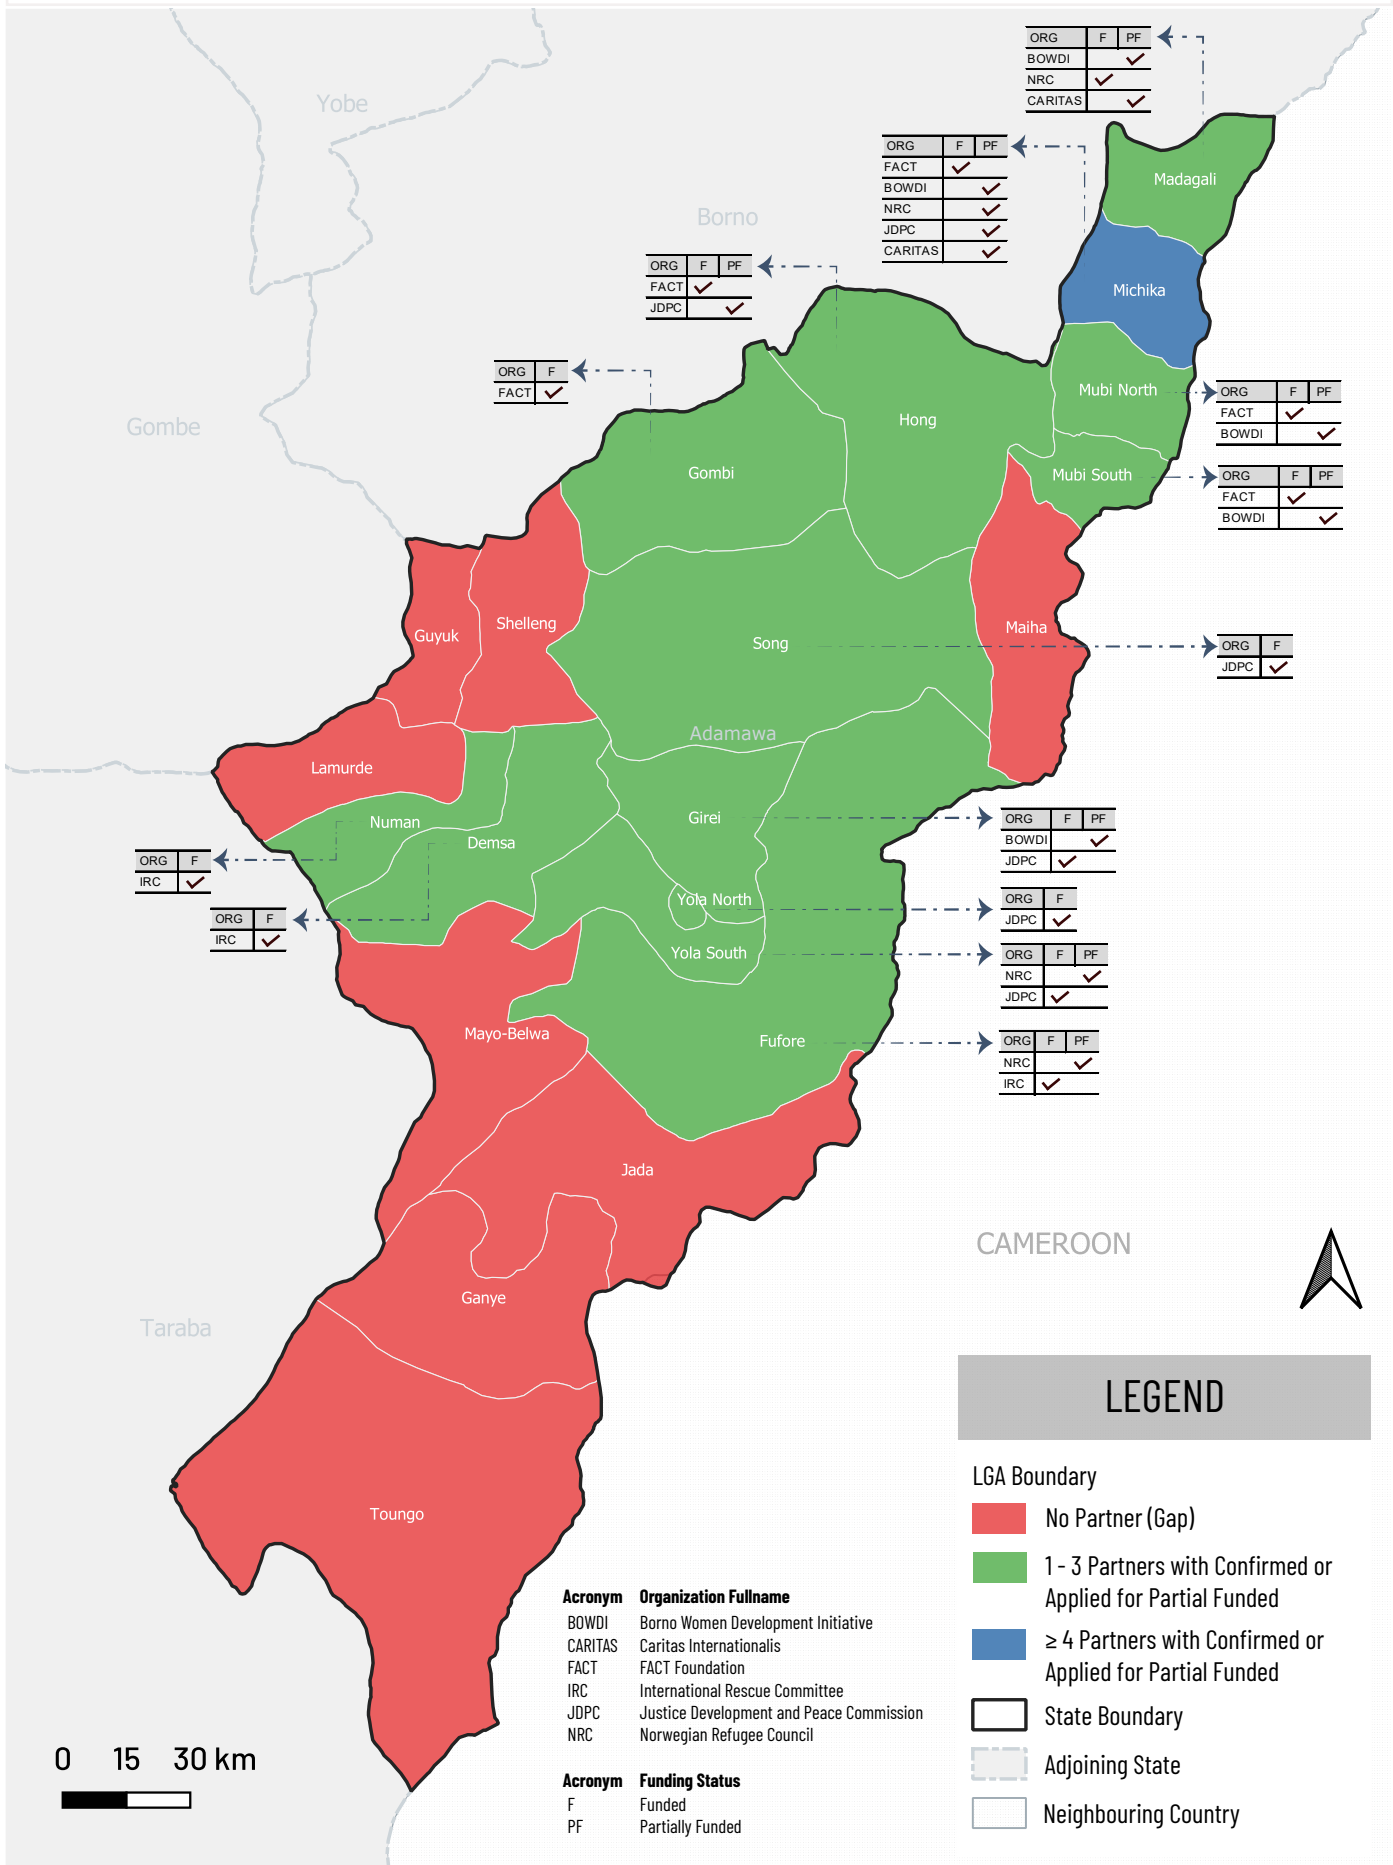 ORG F PF
BOWDI
NRC
CARITAS
Yobe
ORG F PF
FACT
BOWDI
NRC
JDPC
CARITAS
Madagali
Borno
ORG F PF
FACT
JDPC
Michika
ORG F
FACT
Mubi North
ORG F PF
FACT
BOWDI
Gombe
Hong
Gombi
Mubi South
ORG F PF
FACT
BOWDI
Guyuk
Shelleng
Song
Maiha
ORG F
JDPC
Adamawa
Lamurde
Numan
Demsa
Girei
ORG F PF
BOWDI
JDPC
ORG F
IRC
ORG F
IRC
Yola North
ORG F
JDPC
Yola South
ORG F PF
NRC
JDPC
Mayo-Belwa
Fufore
ORG F PF
NRC
IRC
Jada
CAMEROON
Ganye
Taraba
Toungo
LEGEND
LGA Boundary
No Partner (Gap)
1 - 3 Partners with Confirmed or
Applied for Partial Funded
≥ 4 Partners with Confirmed or
Applied for Partial Funded
State Boundary
Adjoining State
Neighbouring Country
Acronym Organization Fullname
BOWDI Borno Women Development Initiative
CARITAS Caritas Internationalis
FACT FACT Foundation
IRC International Rescue Committee
JDPC Justice Development and Peace Commission
NRC Norwegian Refugee Council
Acronym Funding Status
F Funded
PF Partially Funded
0 15 30 km